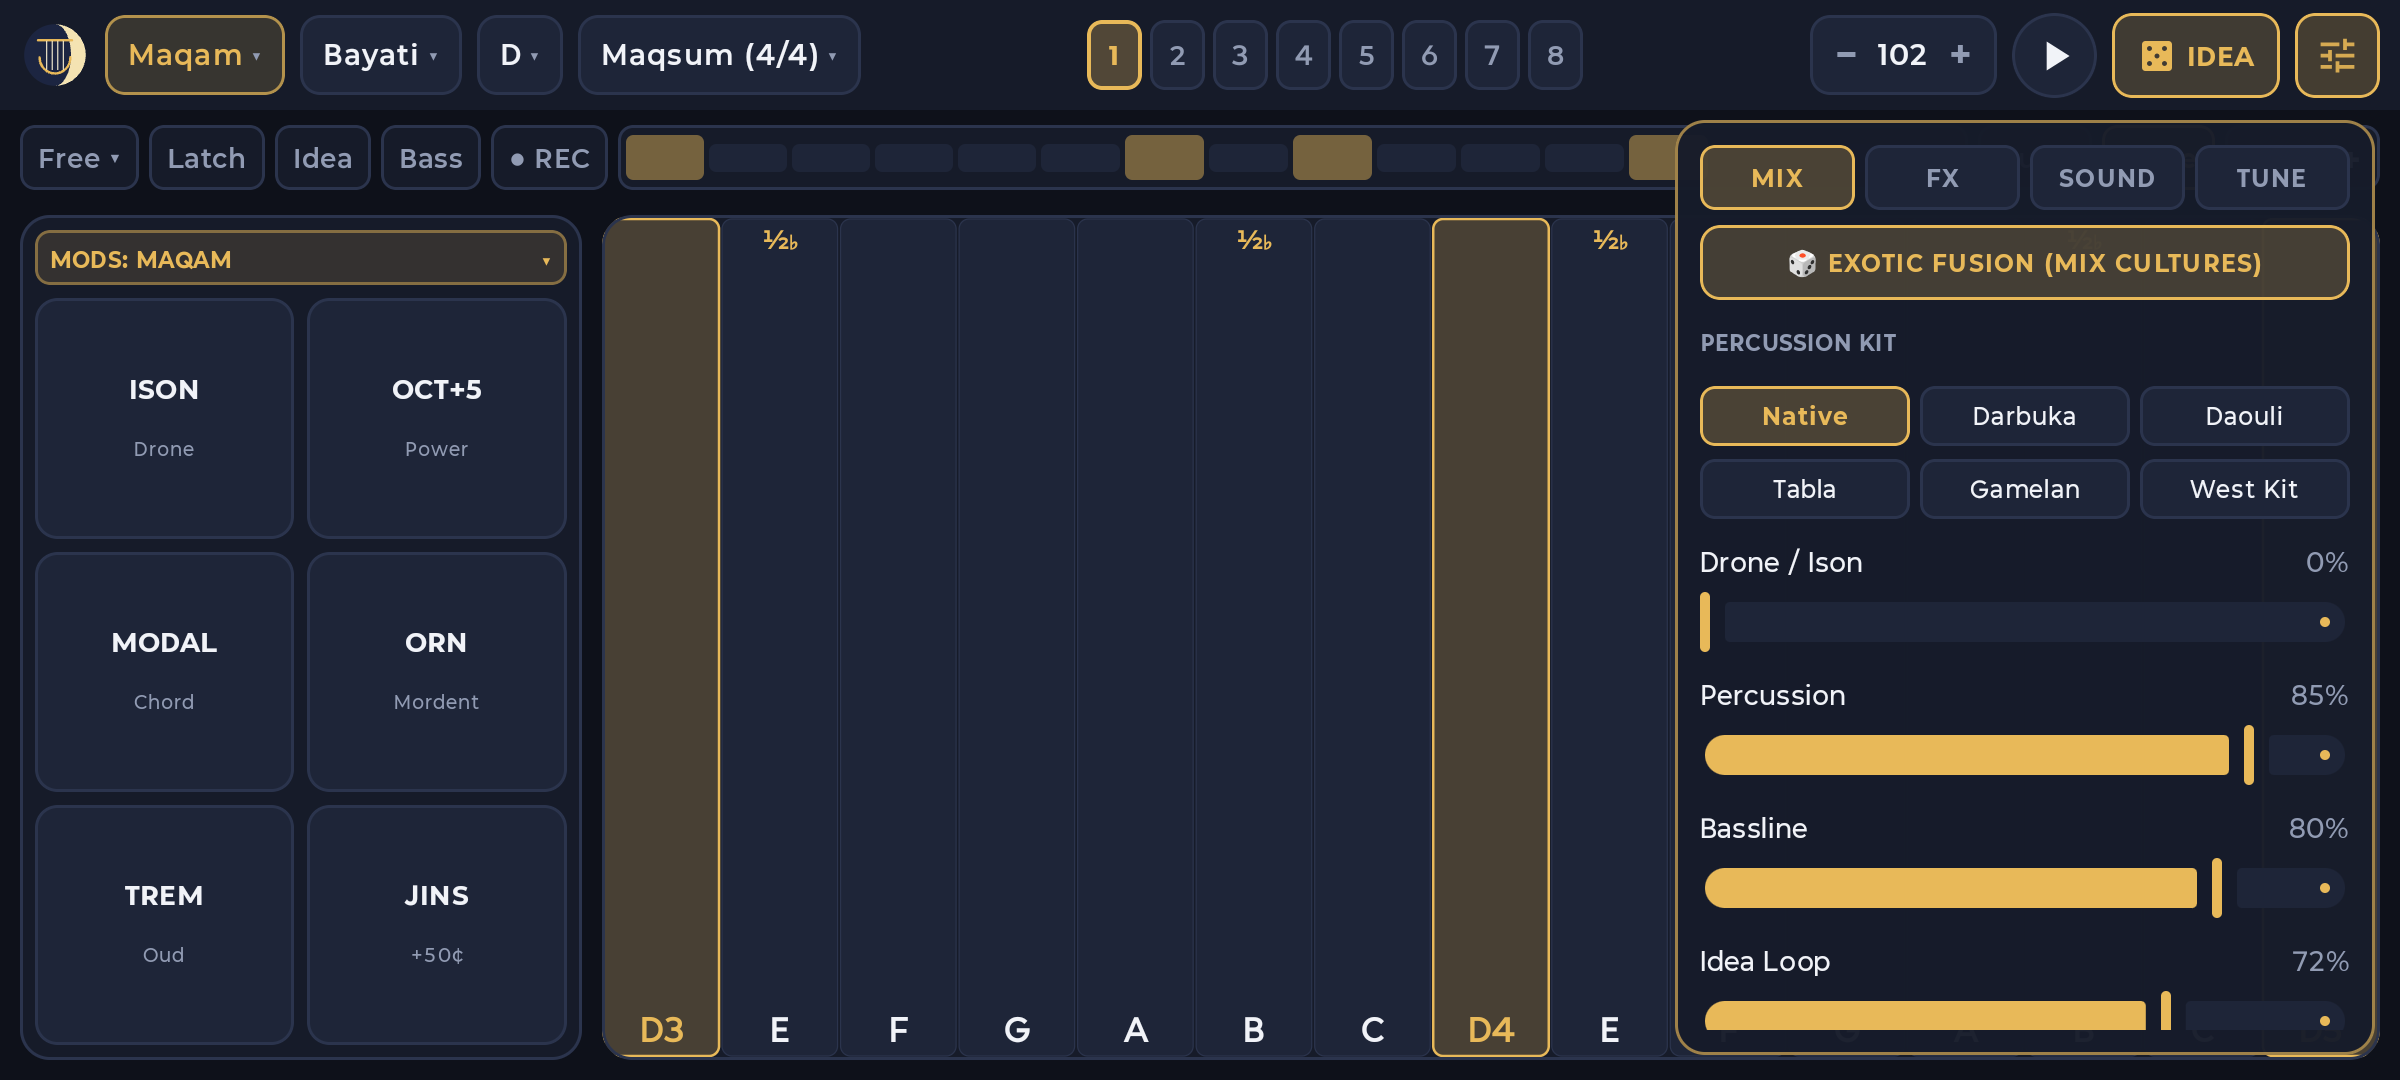 Maqam ▾ Bayati ▾ D ▾ Maqsum (4/4) ▾ 1 2 3 4 5 6 7 8 − 102 + IDEA
Free ▾ Latch Idea Bass ● REC
MIX FX SOUND TUNE
MODS: MAQAM ▾
ISON
Drone
OCT+5
Power
MODAL
Chord
ORN
Mordent
TREM
Oud
JINS
+50¢
½♭ ½♭ ½♭
D3 E F G A B C D4 E
🎲 EXOTIC FUSION (MIX CULTURES)
PERCUSSION KIT
Native Darbuka Daouli
Tabla Gamelan West Kit
Drone / Ison 0%
Percussion 85%
Bassline 80%
Idea Loop 72%